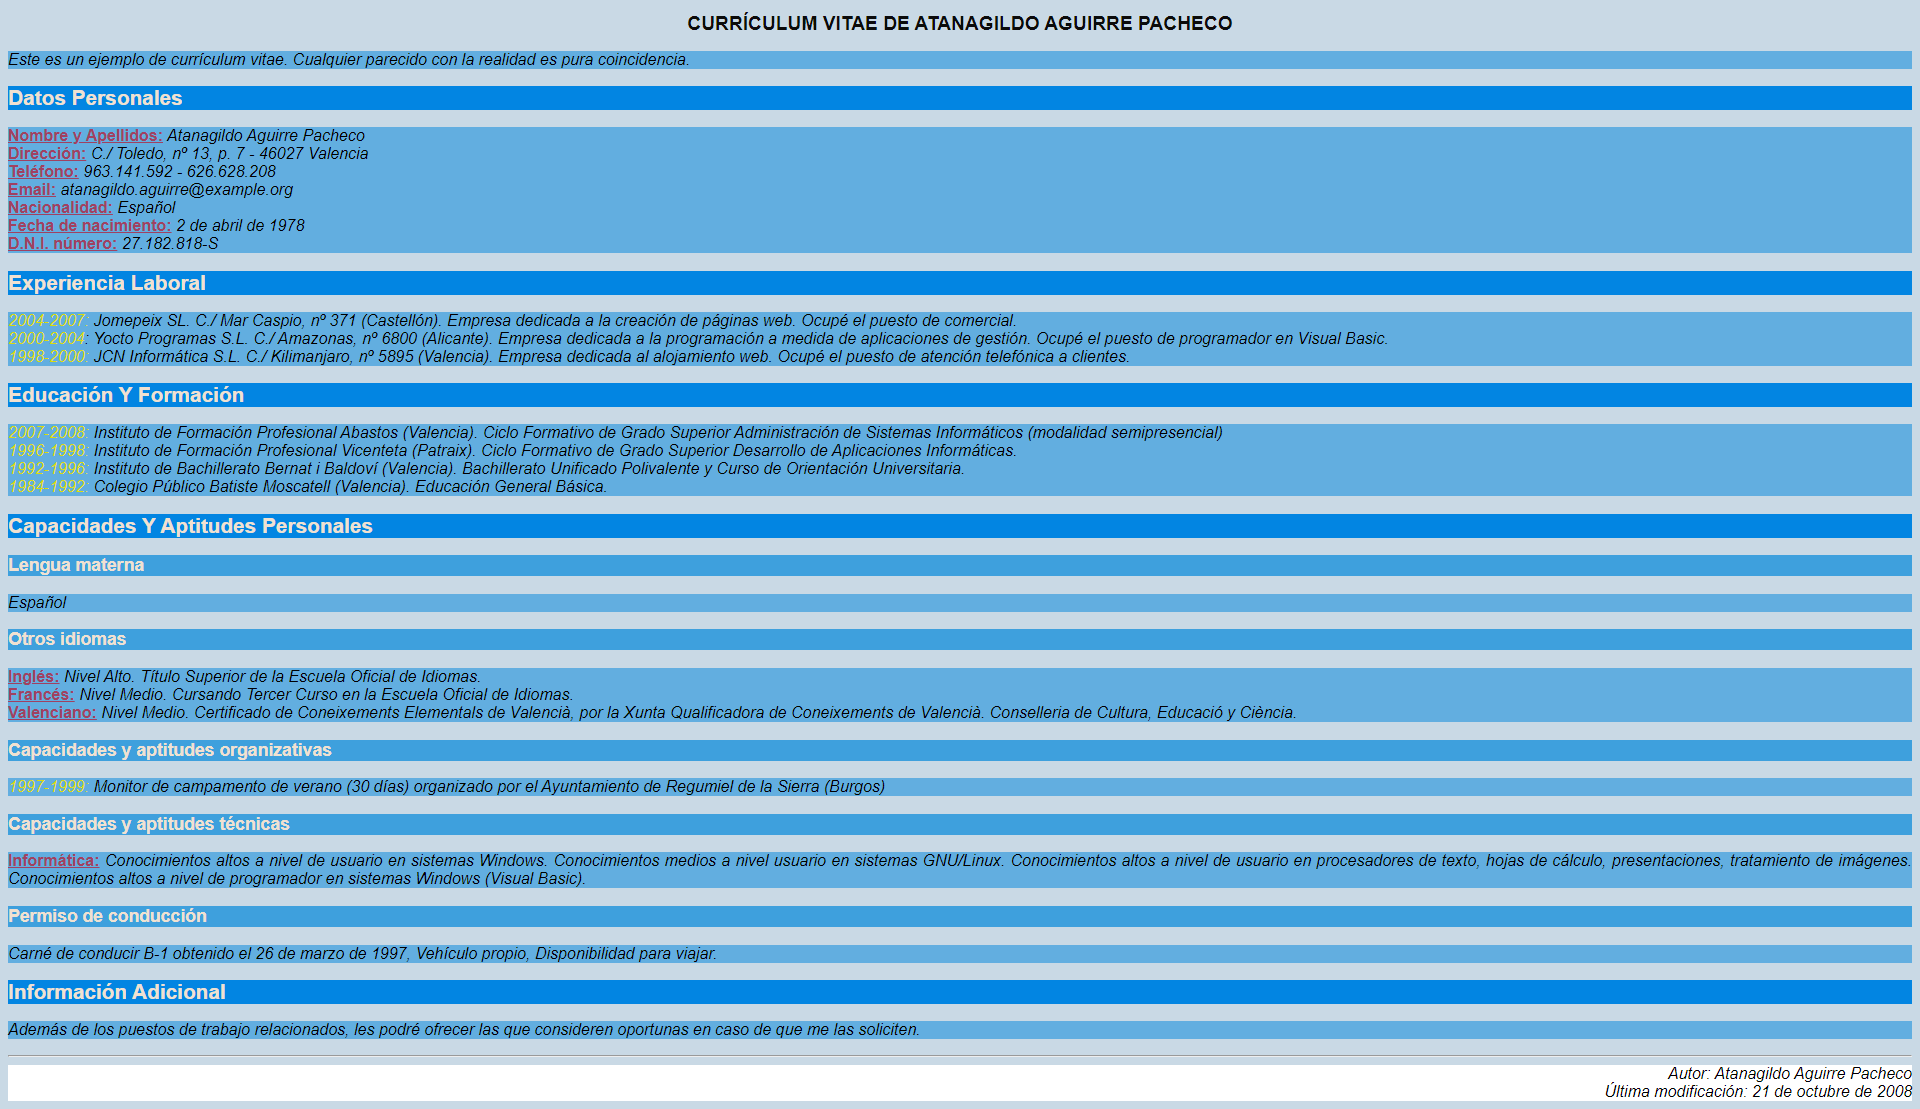 CURRÍCULUM VITAE DE ATANAGILDO AGUIRRE PACHECO
Este es un ejemplo de currículum vitae. Cualquier parecido con la realidad es pura coincidencia.
Datos Personales
Nombre y Apellidos: Atanagildo Aguirre Pacheco
Dirección: C./ Toledo, nº 13, p. 7 - 46027 Valencia
Teléfono: 963.141.592 - 626.628.208
Email: atanagildo.aguirre@example.org
Nacionalidad: Español
Fecha de nacimiento: 2 de abril de 1978
D.N.I. número: 27.182.818-S
Experiencia Laboral
2004-2007: Jomepeix SL. C./ Mar Caspio, nº 371 (Castellón). Empresa dedicada a la creación de páginas web. Ocupé el puesto de comercial.
2000-2004: Yocto Programas S.L. C./ Amazonas, nº 6800 (Alicante). Empresa dedicada a la programación a medida de aplicaciones de gestión. Ocupé el puesto de programador en Visual Basic.
1998-2000: JCN Informática S.L. C./ Kilimanjaro, nº 5895 (Valencia). Empresa dedicada al alojamiento web. Ocupé el puesto de atención telefónica a clientes.
Educación Y Formación
2007-2008: Instituto de Formación Profesional Abastos (Valencia). Ciclo Formativo de Grado Superior Administración de Sistemas Informáticos (modalidad semipresencial)
1996-1998: Instituto de Formación Profesional Vicenteta (Patraix). Ciclo Formativo de Grado Superior Desarrollo de Aplicaciones Informáticas.
1992-1996: Instituto de Bachillerato Bernat i Baldoví (Valencia). Bachillerato Unificado Polivalente y Curso de Orientación Universitaria.
1984-1992: Colegio Público Batiste Moscatell (Valencia). Educación General Básica.
Capacidades Y Aptitudes Personales
Lengua materna
Español
Otros idiomas
Inglés: Nivel Alto. Título Superior de la Escuela Oficial de Idiomas.
Francés: Nivel Medio. Cursando Tercer Curso en la Escuela Oficial de Idiomas.
Valenciano: Nivel Medio. Certificado de Coneixements Elementals de Valencià, por la Xunta Qualificadora de Coneixements de Valencià. Conselleria de Cultura, Educació y Ciència.
Capacidades y aptitudes organizativas
1997-1999: Monitor de campamento de verano (30 días) organizado por el Ayuntamiento de Regumiel de la Sierra (Burgos)
Capacidades y aptitudes técnicas
Informática: Conocimientos altos a nivel de usuario en sistemas Windows. Conocimientos medios a nivel usuario en sistemas GNU/Linux. Conocimientos altos a nivel de usuario en procesadores de texto, hojas de cálculo, presentaciones, tratamiento de imágenes.
Conocimientos altos a nivel de programador en sistemas Windows (Visual Basic).
Permiso de conducción
Carné de conducir B-1 obtenido el 26 de marzo de 1997, Vehículo propio, Disponibilidad para viajar.
Información Adicional
Además de los puestos de trabajo relacionados, les podré ofrecer las que consideren oportunas en caso de que me las soliciten.
Autor: Atanagildo Aguirre Pacheco
Última modificación: 21 de octubre de 2008